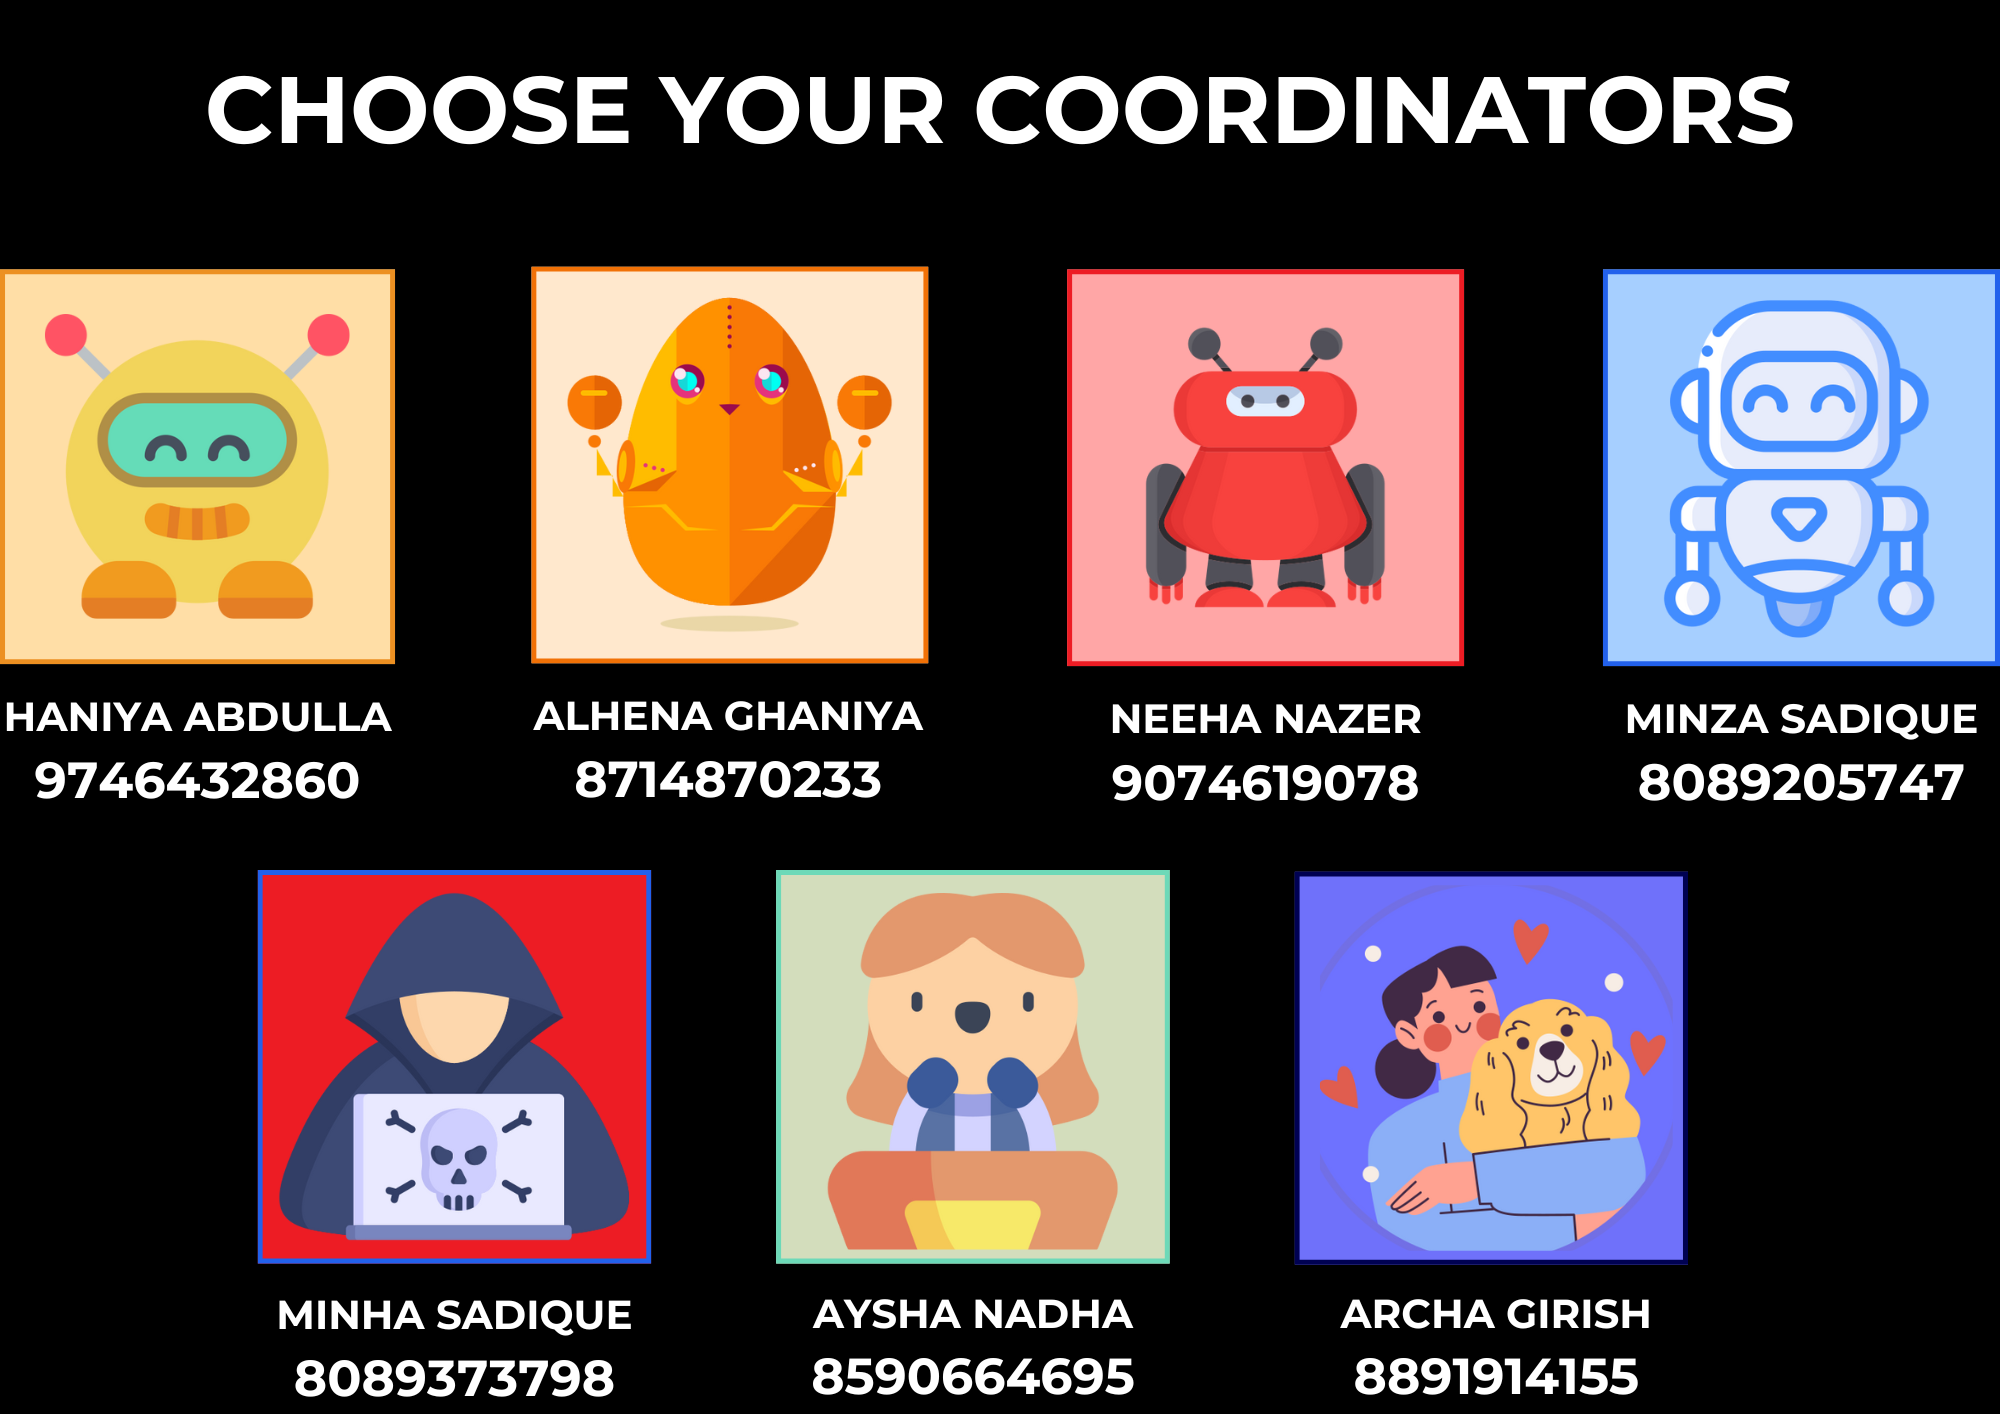 CHOOSE YOUR COORDINATORS
HANIYA ABDULLA
9746432860
ALHENA GHANIYA
8714870233
NEEHA NAZER
9074619078
MINZA SADIQUE
8089205747
MINHA SADIQUE
8089373798
AYSHA NADHA
8590664695
ARCHA GIRISH
8891914155